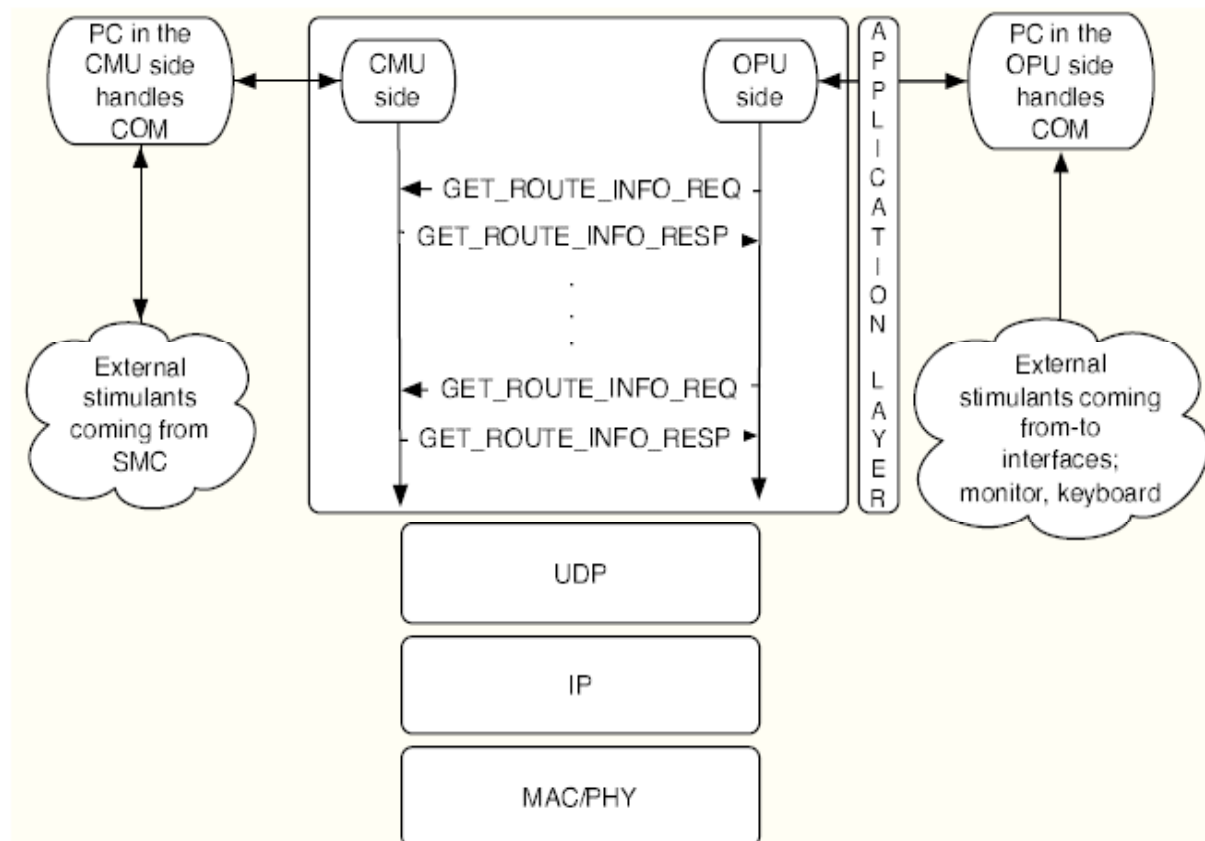 PC in the
CMU side
handles
COM
CMU
side
OPU
side
APPLICATION LAYER
PC in the
OPU side
handles
COM
GET_ROUTE_INFO_REQ
GET_ROUTE_INFO_RESP
.
.
.
GET_ROUTE_INFO_REQ
GET_ROUTE_INFO_RESP
External
stimulants
coming from
SMC
External
stimulants coming
from-to
interfaces;
monitor, keyboard
UDP
IP
MAC/PHY